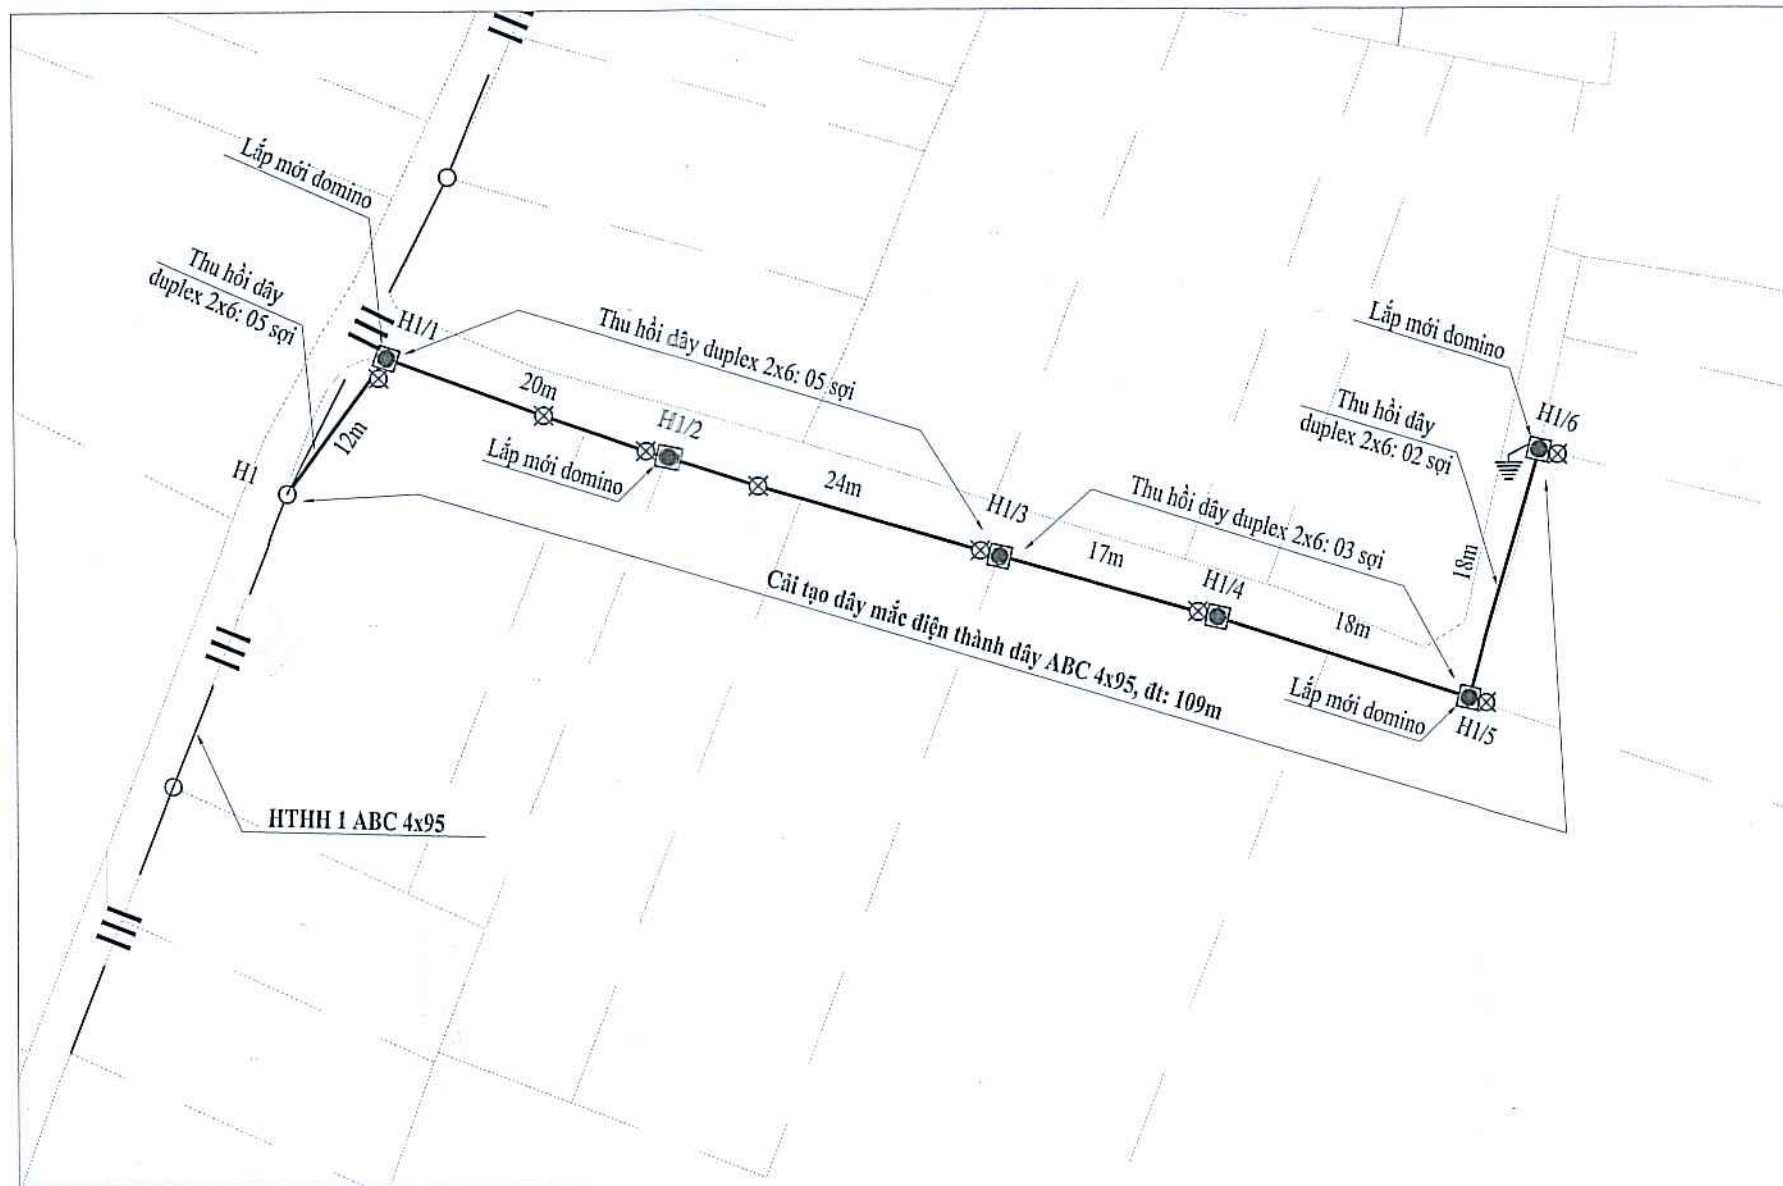 Lắp mới domino
Thu hồi dây
duplex 2x6: 05 sợi
H1/1
Thu hồi dây duplex 2x6: 05 sợi
20m
H1/2
12m
H1
Lắp mới domino
24m
H1/3
Thu hồi dây duplex 2x6: 03 sợi
17m
H1/4
18m
Lắp mới domino
H1/5
Lắp mới domino
Thu hồi dây
duplex 2x6: 02 sợi
H1/6
18m
Cải tạo dây mắc điện thành dây ABC 4x95, đt: 109m
HTHH 1 ABC 4x95